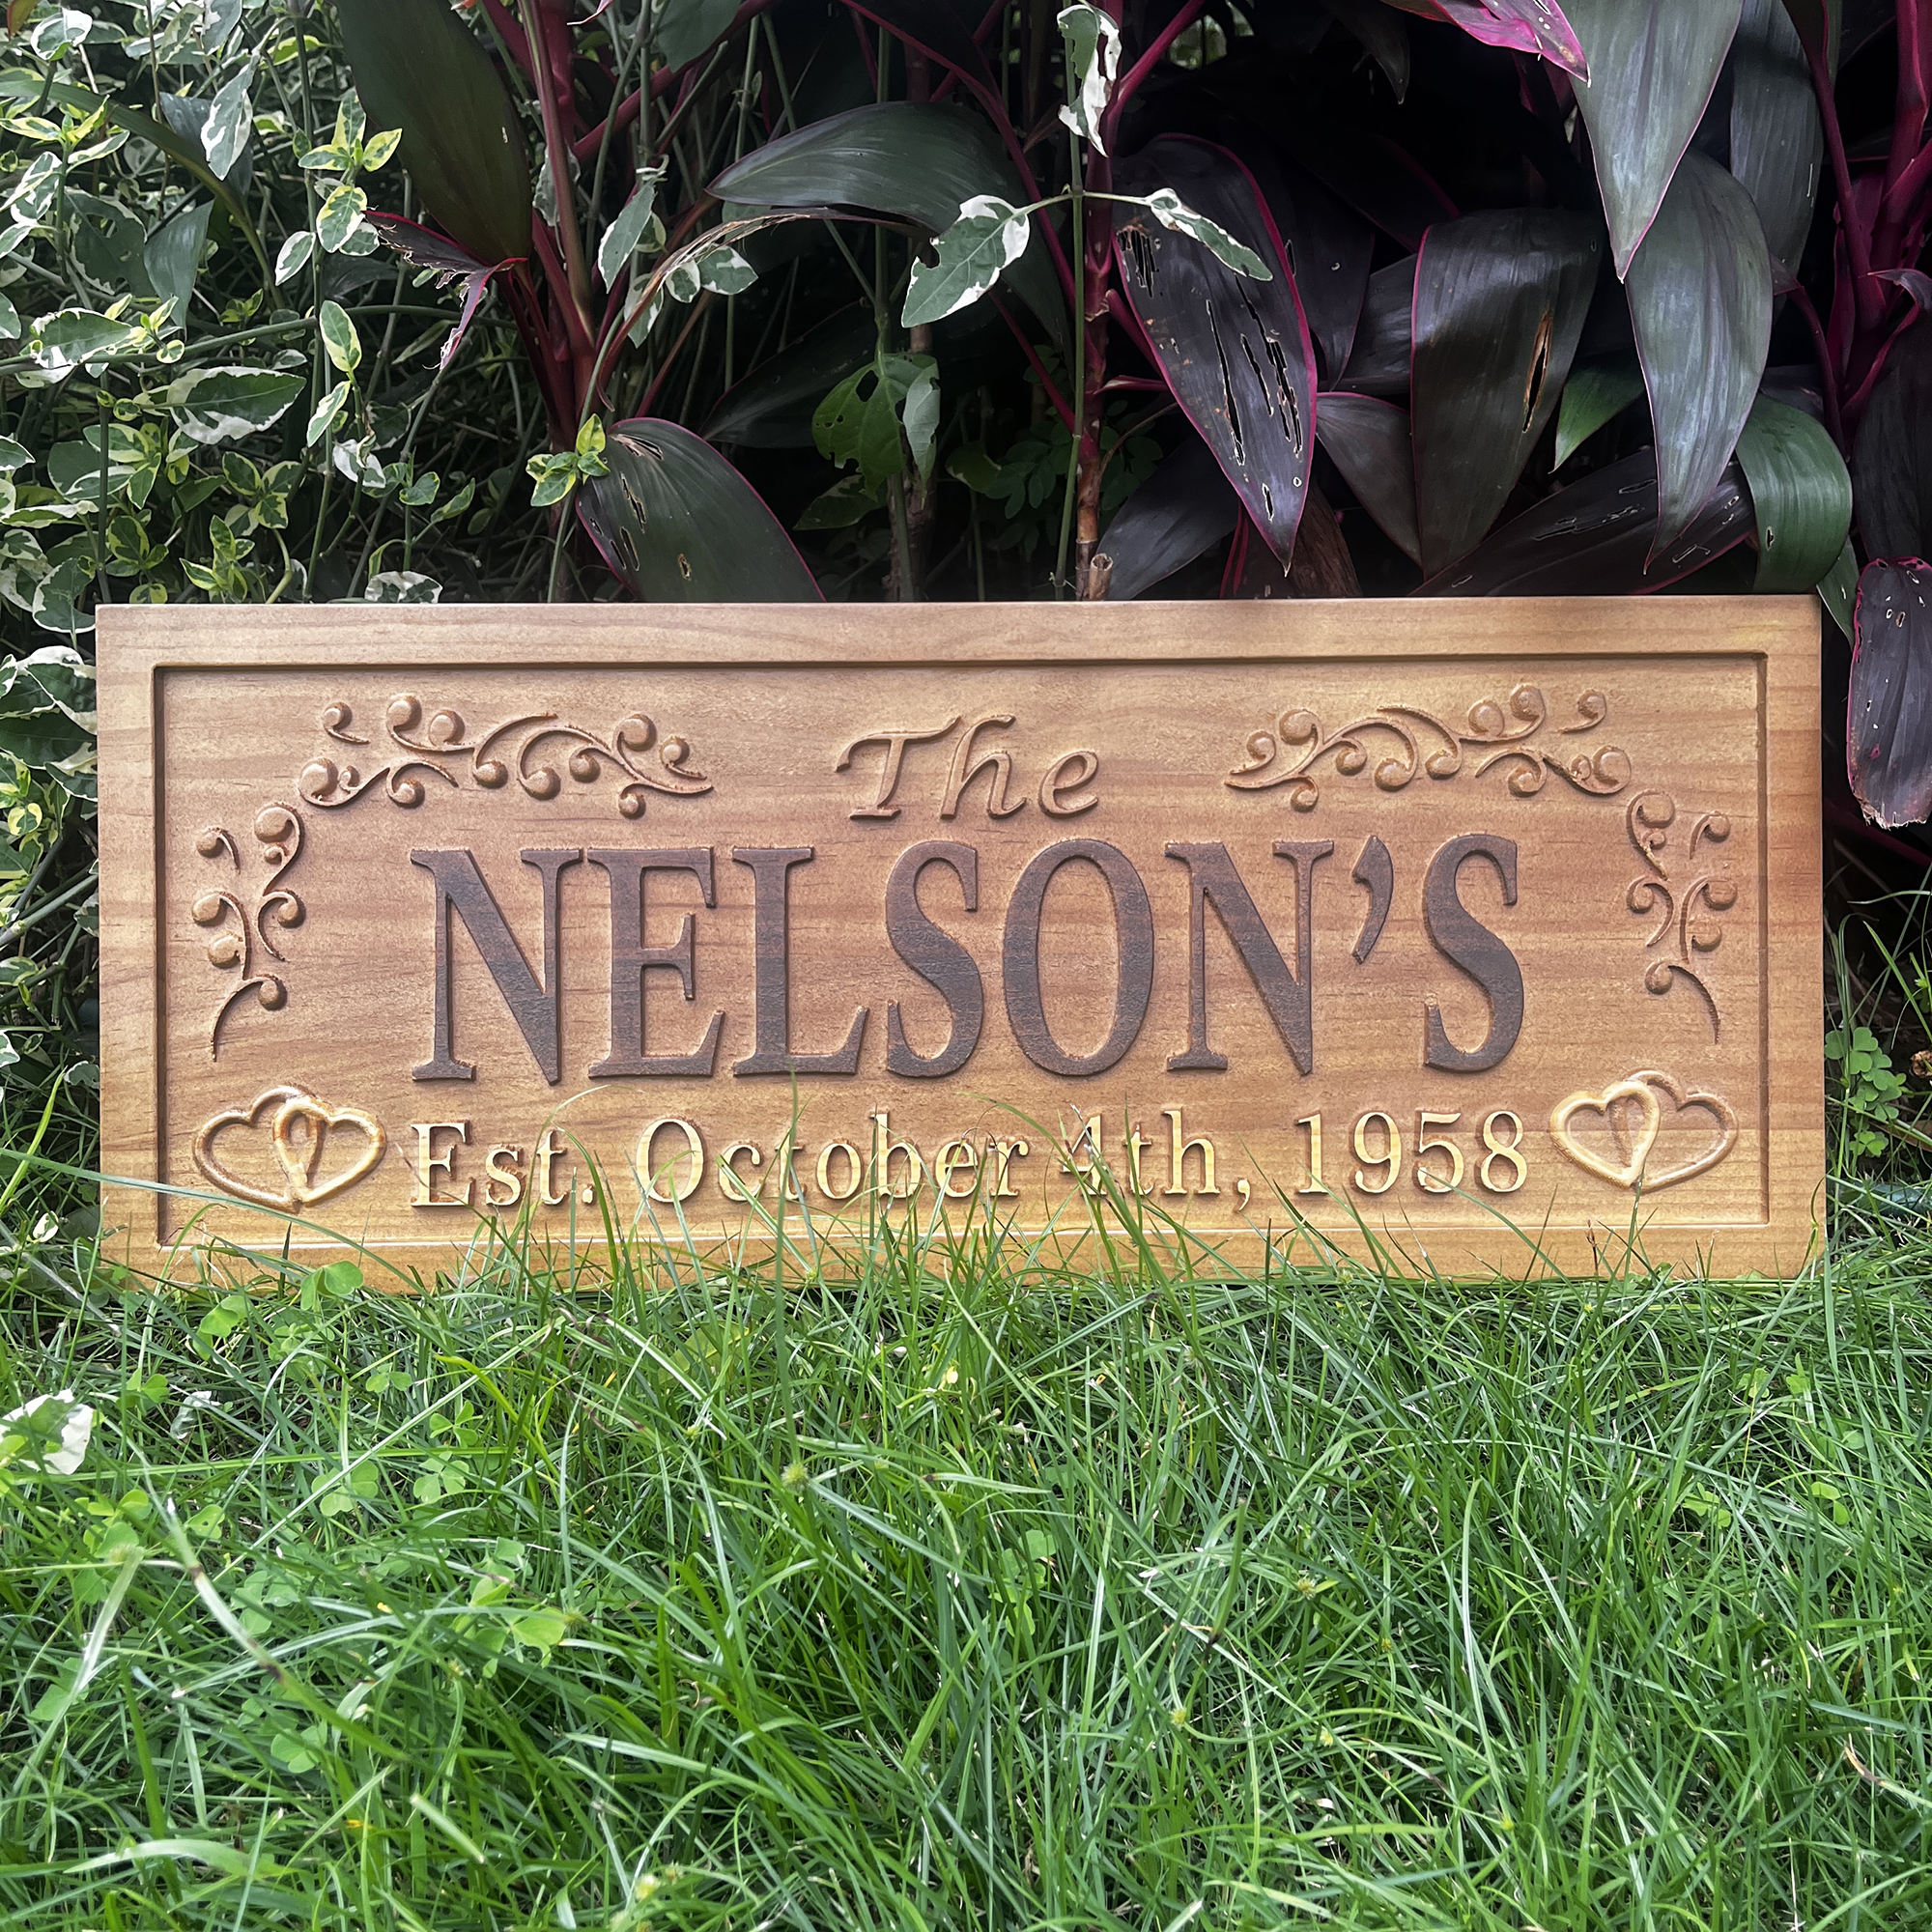 The
NELSON'S
Est. October 4th, 1958